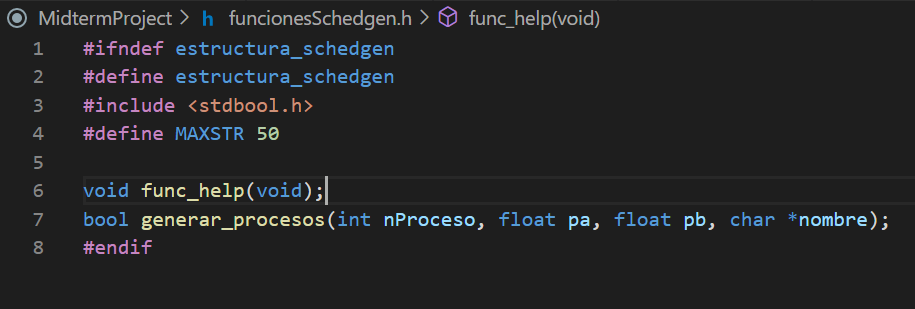 MidtermProject > h funcionesSchedgen.h > func_help(void)
1 #ifndef estructura_schedgen
2 #define estructura_schedgen
3 #include <stdbool.h>
4 #define MAXSTR 50
5
6 void func_help(void);
7 bool generar_procesos(int nProceso, float pa, float pb, char *nombre);
8 #endif